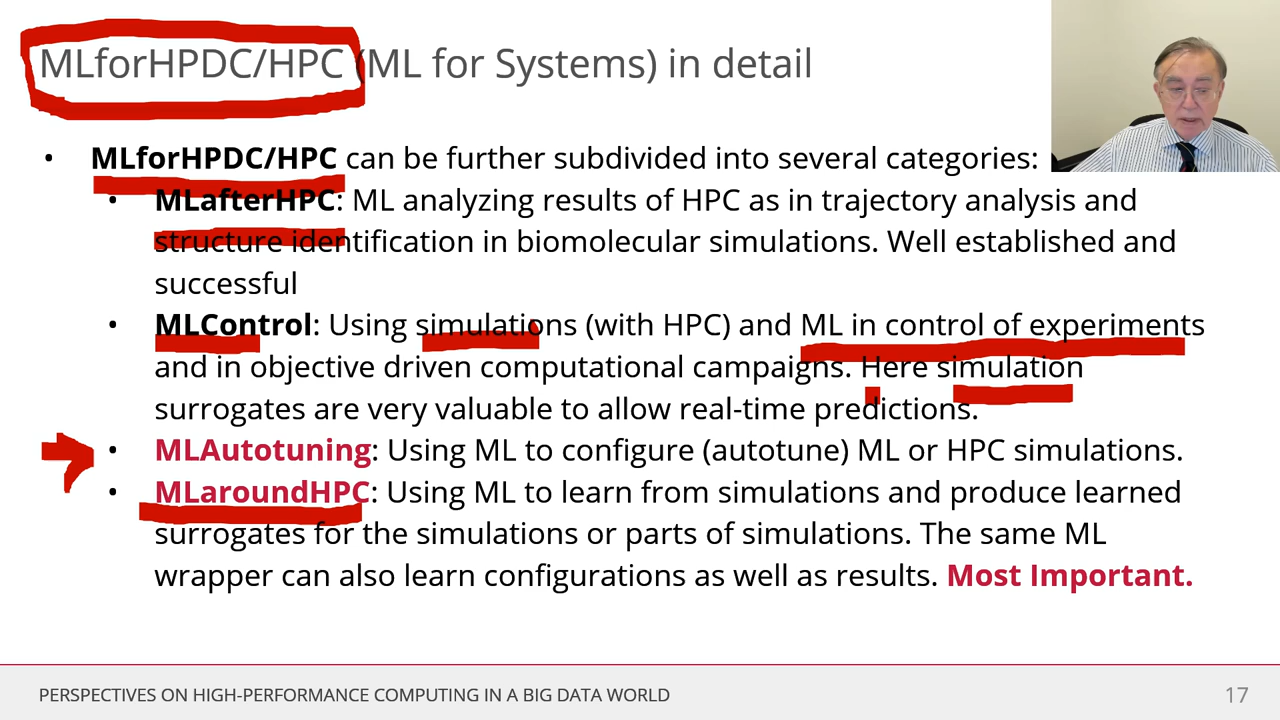 MLforHPDC/HPC (ML for Systems) in detail
• MLforHPDC/HPC can be further subdivided into several categories:
• MLafterHPC: ML analyzing results of HPC as in trajectory analysis and
structure identification in biomolecular simulations. Well established and
successful
• MLControl: Using simulations (with HPC) and ML in control of experiments
and in objective driven computational campaigns. Here simulation
surrogates are very valuable to allow real-time predictions.
• MLAutotuning: Using ML to configure (autotune) ML or HPC simulations.
• MLaroundHPC: Using ML to learn from simulations and produce learned
surrogates for the simulations or parts of simulations. The same ML
wrapper can also learn configurations as well as results. Most Important.
PERSPECTIVES ON HIGH-PERFORMANCE COMPUTING IN A BIG DATA WORLD
17